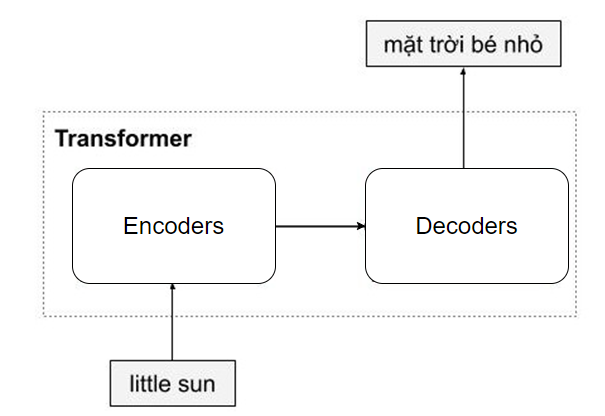 mặt trời bé nhỏ
Transformer
Encoders
Decoders
little sun